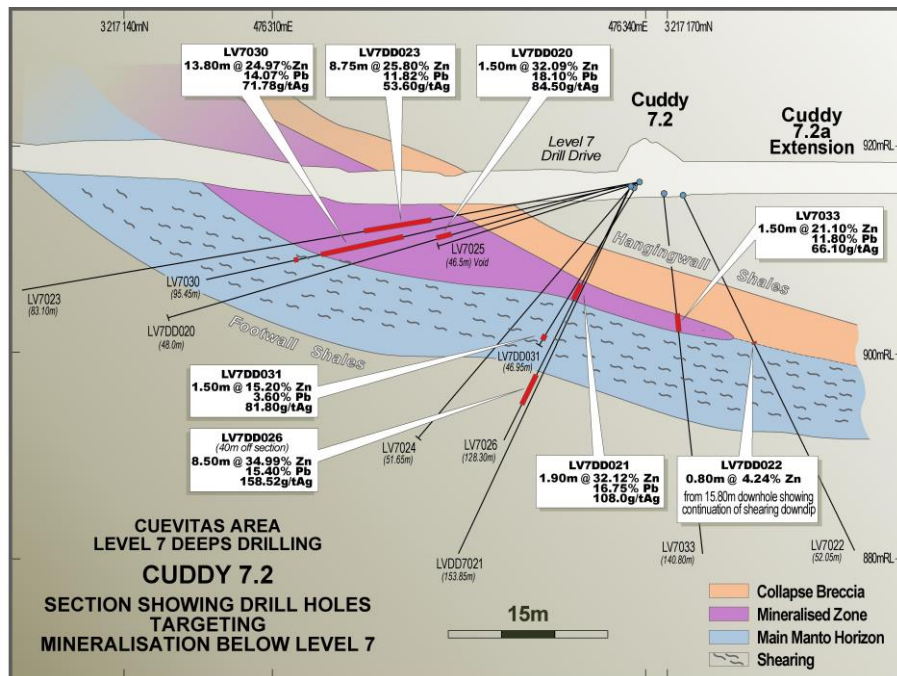 3 217 140mN
476 310mE
476 340mE
3 217 170mN
LV7030
13.80m @ 24.97%Zn
14.07% Pb
71.78g/tAg
LV7DD023
8.75m @ 25.80% Zn
11.82% Pb
53.60g/tAg
LV7DD020
1.50m @ 32.09% Zn
18.10% Pb
84.50g/tAg
Cuddy
7.2
Cuddy
7.2a
Extension
Level 7
Drill Drive
920mRL
LV7033
1.50m @ 21.10% Zn
11.80% Pb
66.10g/tAg
LV7025
(46.5m) Void
Hangingwall Shales
LV7023
(83.10m)
LV7030
(95.45m)
LV7DD020
(48.0m)
Footwall Shales
LV7DD031
(46.95m)
900mRL
LV7DD031
1.50m @ 15.20% Zn
3.60% Pb
81.80g/tAg
LV7DD026
(40m off section)
8.50m @ 34.99% Zn
15.40% Pb
158.52g/tAg
LV7024
(51.65m)
LV7026
(128.30m)
LV7DD021
1.90m @ 32.12% Zn
16.75% Pb
108.0g/tAg
LV7DD022
0.80m @ 4.24% Zn
from 15.80m downhole showing
continuation of shearing downdip
LVDD7021
(153.85m)
LV7033
(140.80m)
LV7022
(52.05m)
880mRL
CUEVITAS AREA
LEVEL 7 DEEPS DRILLING
CUDDY 7.2
SECTION SHOWING DRILL HOLES
TARGETING
MINERALISATION BELOW LEVEL 7
15m
Collapse Breccia
Mineralised Zone
Main Manto Horizon
Shearing